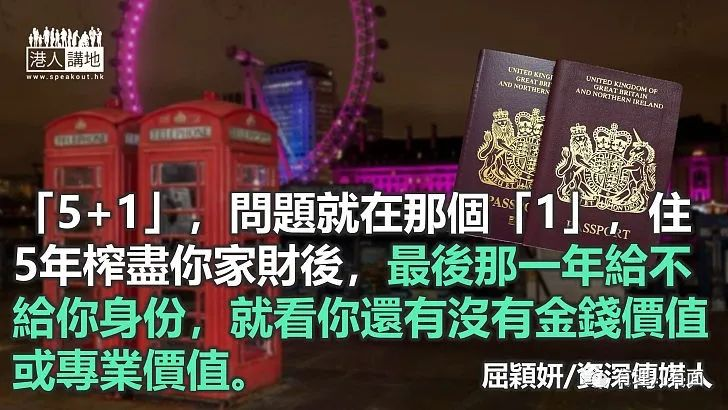 港人講地
www.speakout.hk
TELEPHONE
TELEPHONE
UNITED KINGDOM OF
GREAT BRITAIN
AND NORTHERN
UNITED KINGDOM OF
GREAT BRITAIN
AND NORTHERN IRELAND
PASSPORT
「5+1」，問題就在那個「1」，住
5年榨盡你家財後，最後那一年給不
給你身份，就看你還有沒有金錢價值
或專業價值。
屈穎妍/資深傳媒人